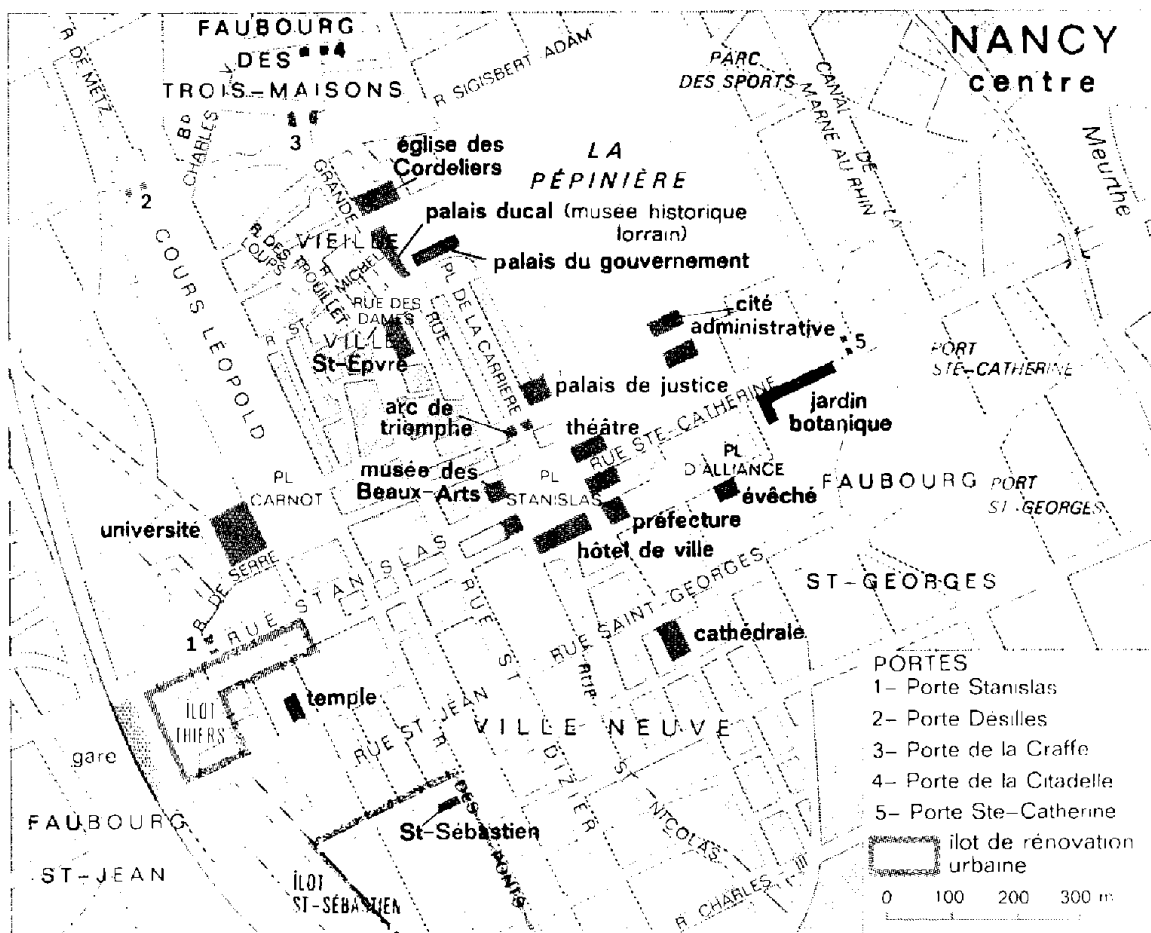 NANCY
centre
FAUBOURG
DES 4
TROIS-MAISONS
R DE METZ
Bᴰ
CHARLES V
R SIGISBERT ADAM
PARC
DES SPORTS
CANAL DE LA
MARNE AU RHIN
Meurthe
3
2
église des
Cordeliers
LA
PÉPINIÈRE
GRANDE
RUE
palais ducal (musée historique
lorrain)
palais du gouvernement
VIEILLE
VILLE
R. DES
LOUPS
TROUILLET
R
MICHEL
RUE DES
DAMES
St-Epvre
PL DE LA CARRIÈRE
COURS LÉOPOLD
cité
administrative
5
PORT
STE-CATHERINE
palais de justice
arc de
triomphe
théâtre
RUE STE-CATHERINE
jardin
botanique
musée des
Beaux-Arts
PL
STANISLAS
PL
D'ALLIANCE
évêché
FAUBOURG
ST-GEORGES
PORT
ST-GEORGES
PL
CARNOT
université
préfecture
hôtel de ville
R DE SERRE
RUE STANISLAS
RUE SAINT-GEORGES
cathédrale
1
ÎLOT
THIERS
temple
gare
RUE ST JEAN
VILLE NEUVE
RUE ST DIZIER
RUE ST NICOLAS
FAUBOURG
ST-JEAN
St-Sébastien
R DES PONTS
ÎLOT
ST-SÉBASTIEN
R CHARLES III
PORTES
1- Porte Stanislas
2- Porte Désilles
3- Porte de la Craffe
4- Porte de la Citadelle
5- Porte Ste-Catherine
îlot de rénovation
urbaine
0 100 200 300 m